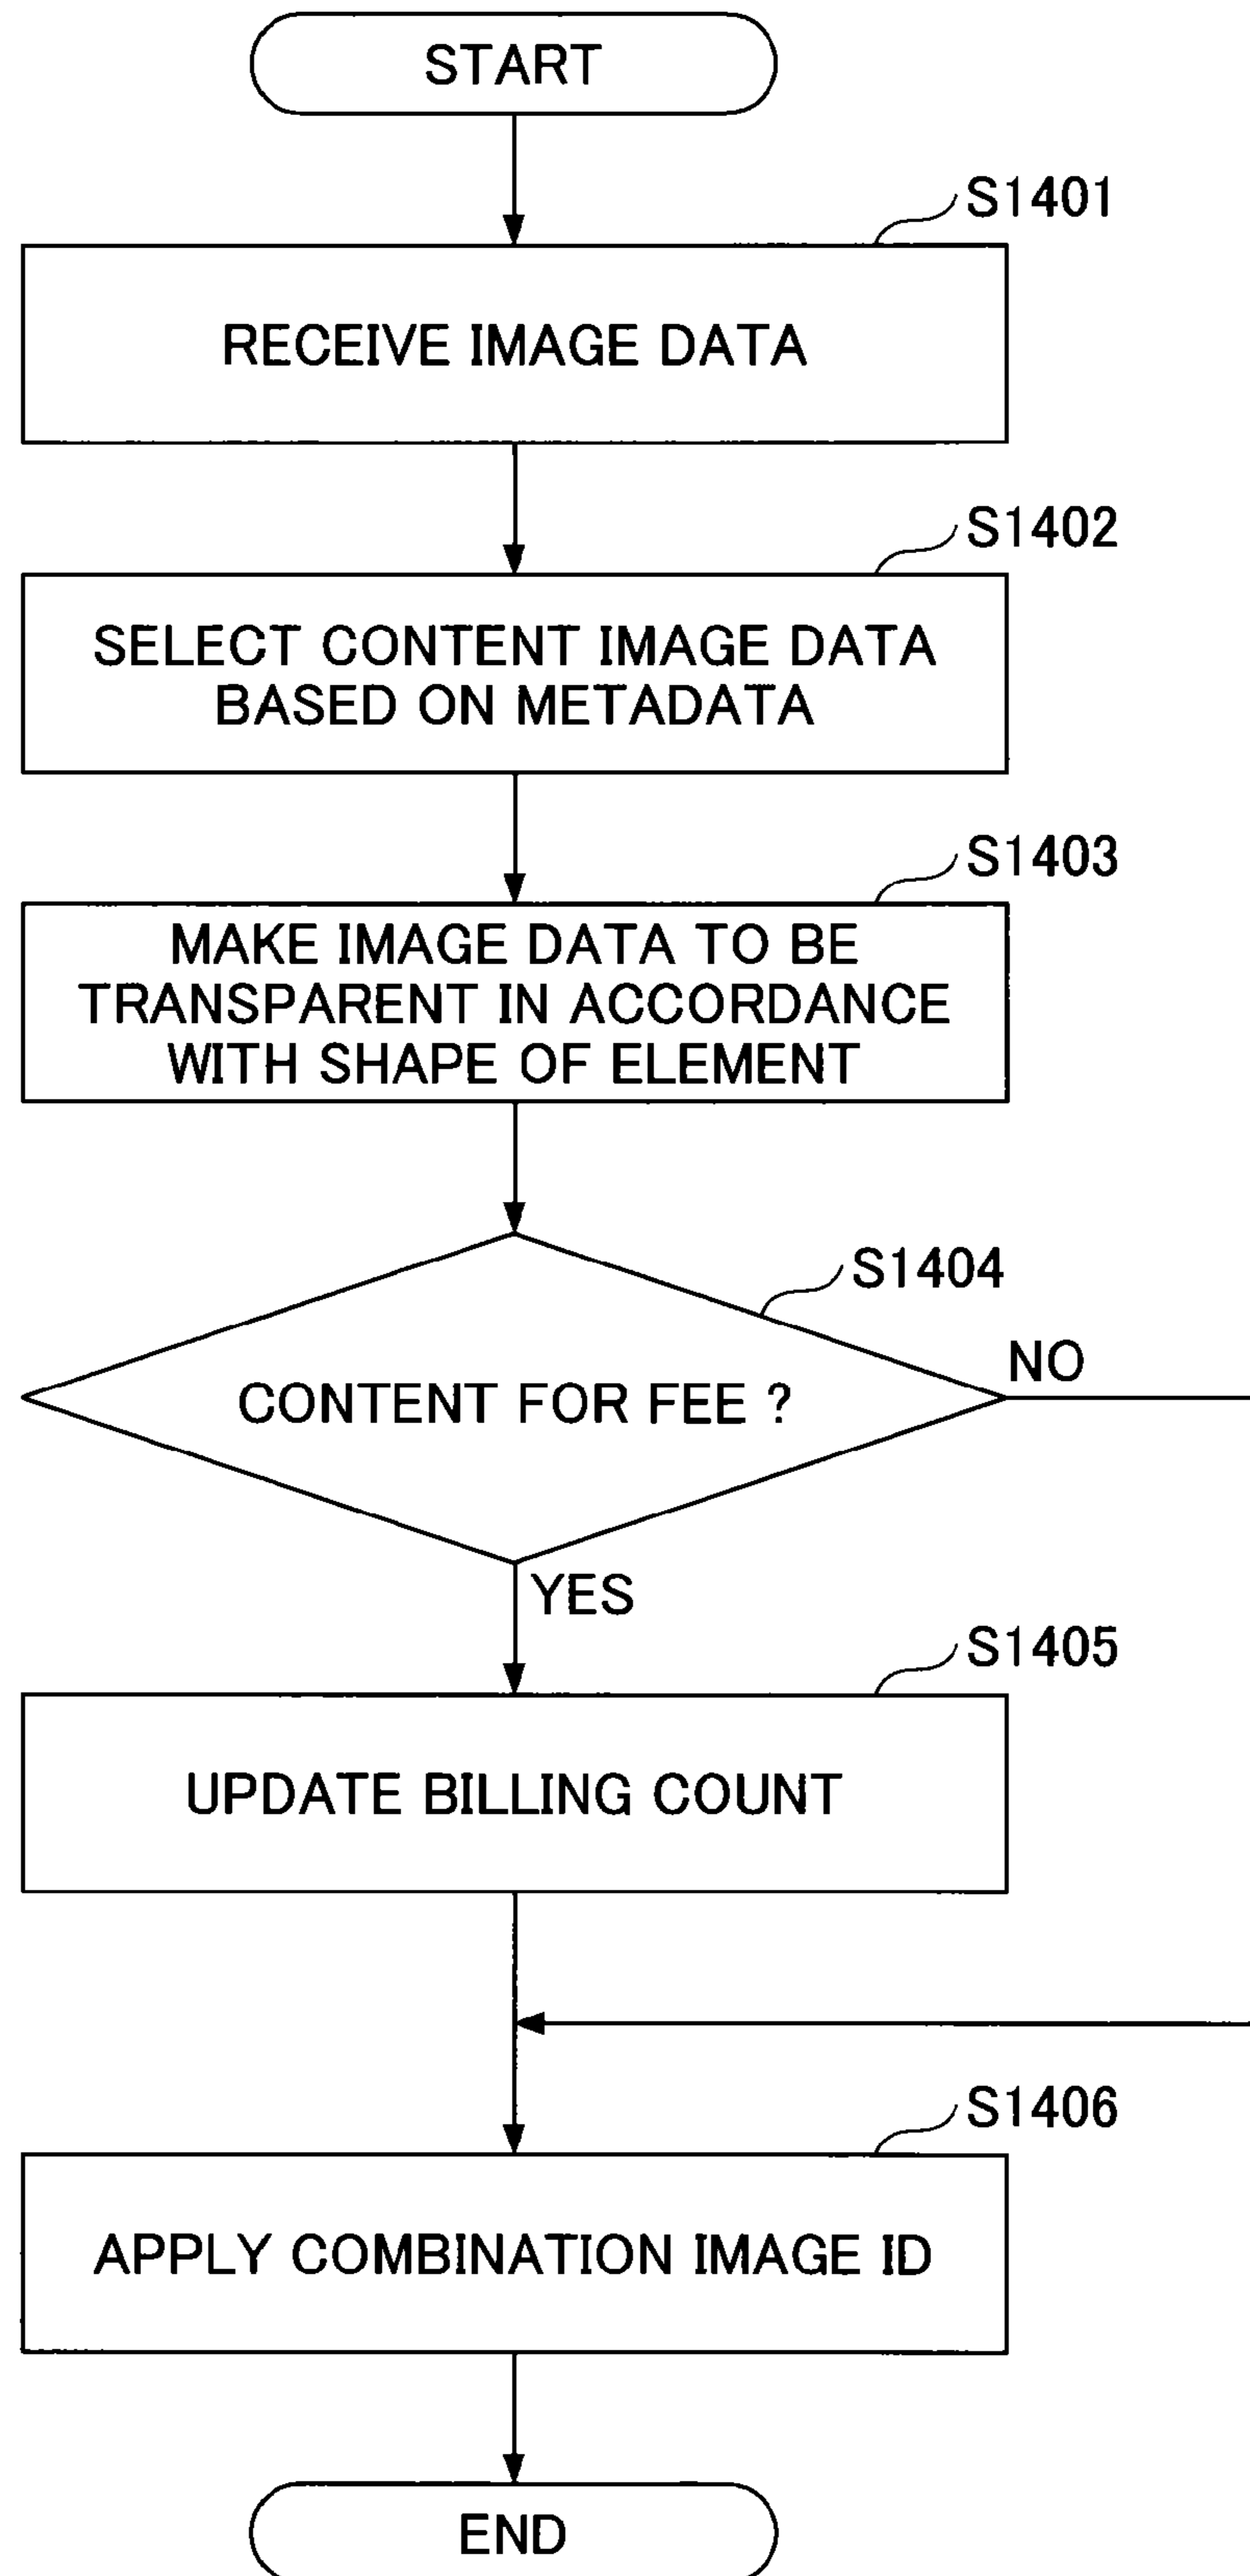 START
S1401
RECEIVE IMAGE DATA
S1402
SELECT CONTENT IMAGE DATA
BASED ON METADATA
S1403
MAKE IMAGE DATA TO BE
TRANSPARENT IN ACCORDANCE
WITH SHAPE OF ELEMENT
S1404
NO
CONTENT FOR FEE ?
YES
S1405
UPDATE BILLING COUNT
S1406
APPLY COMBINATION IMAGE ID
END